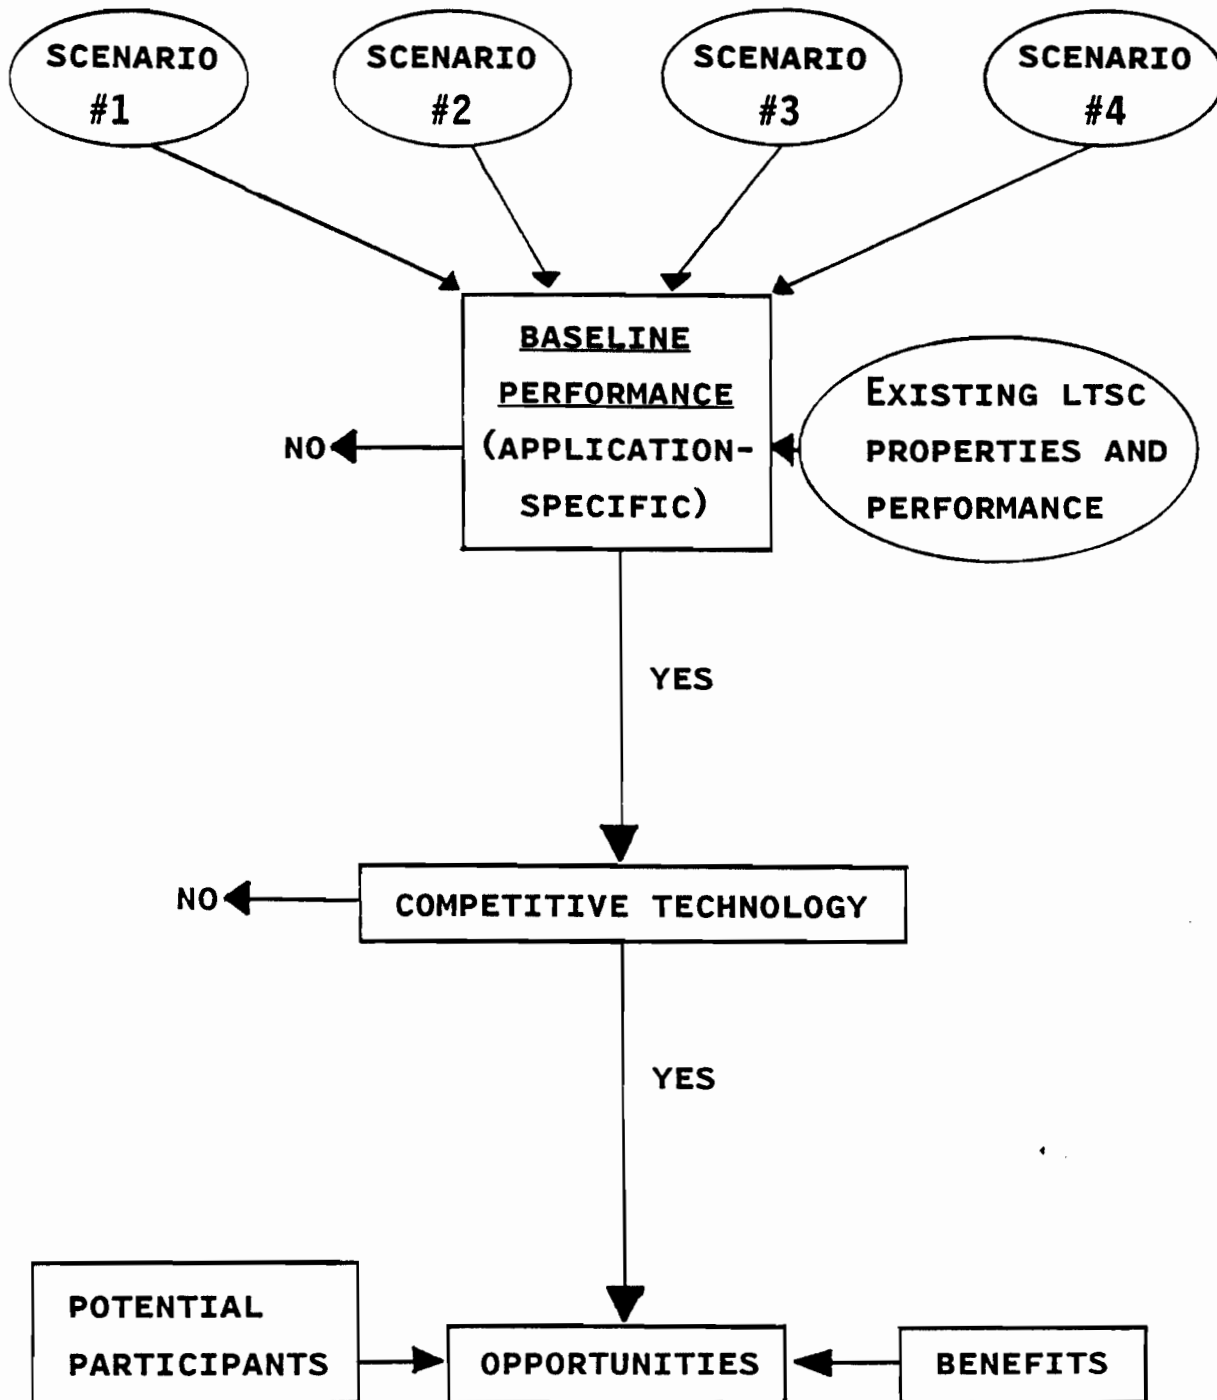 SCENARIO
#1
SCENARIO
#2
SCENARIO
#3
SCENARIO
#4
BASELINE
PERFORMANCE
(APPLICATION-
SPECIFIC)
NO
EXISTING LTSC
PROPERTIES AND
PERFORMANCE
YES
NO
COMPETITIVE TECHNOLOGY
YES
POTENTIAL
PARTICIPANTS
OPPORTUNITIES
BENEFITS